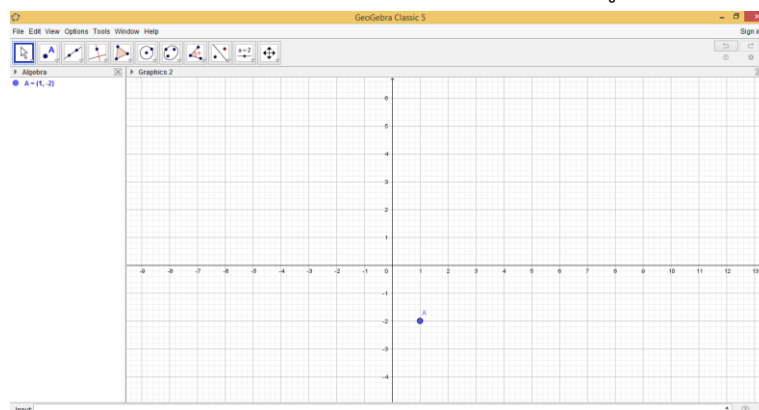 GeoGebra Classic 5
File Edit View Options Tools Window Help
Sign i
A
a=2
Algebra
Graphics 2
A = (1, -2)
6
5
4
3
2
1
-9 -8 -7 -6 -5 -4 -3 -2 -1 0 1 2 3 4 5 6 7 8 9 10 11 12 13
-1
A
-2
-3
-4
Input: